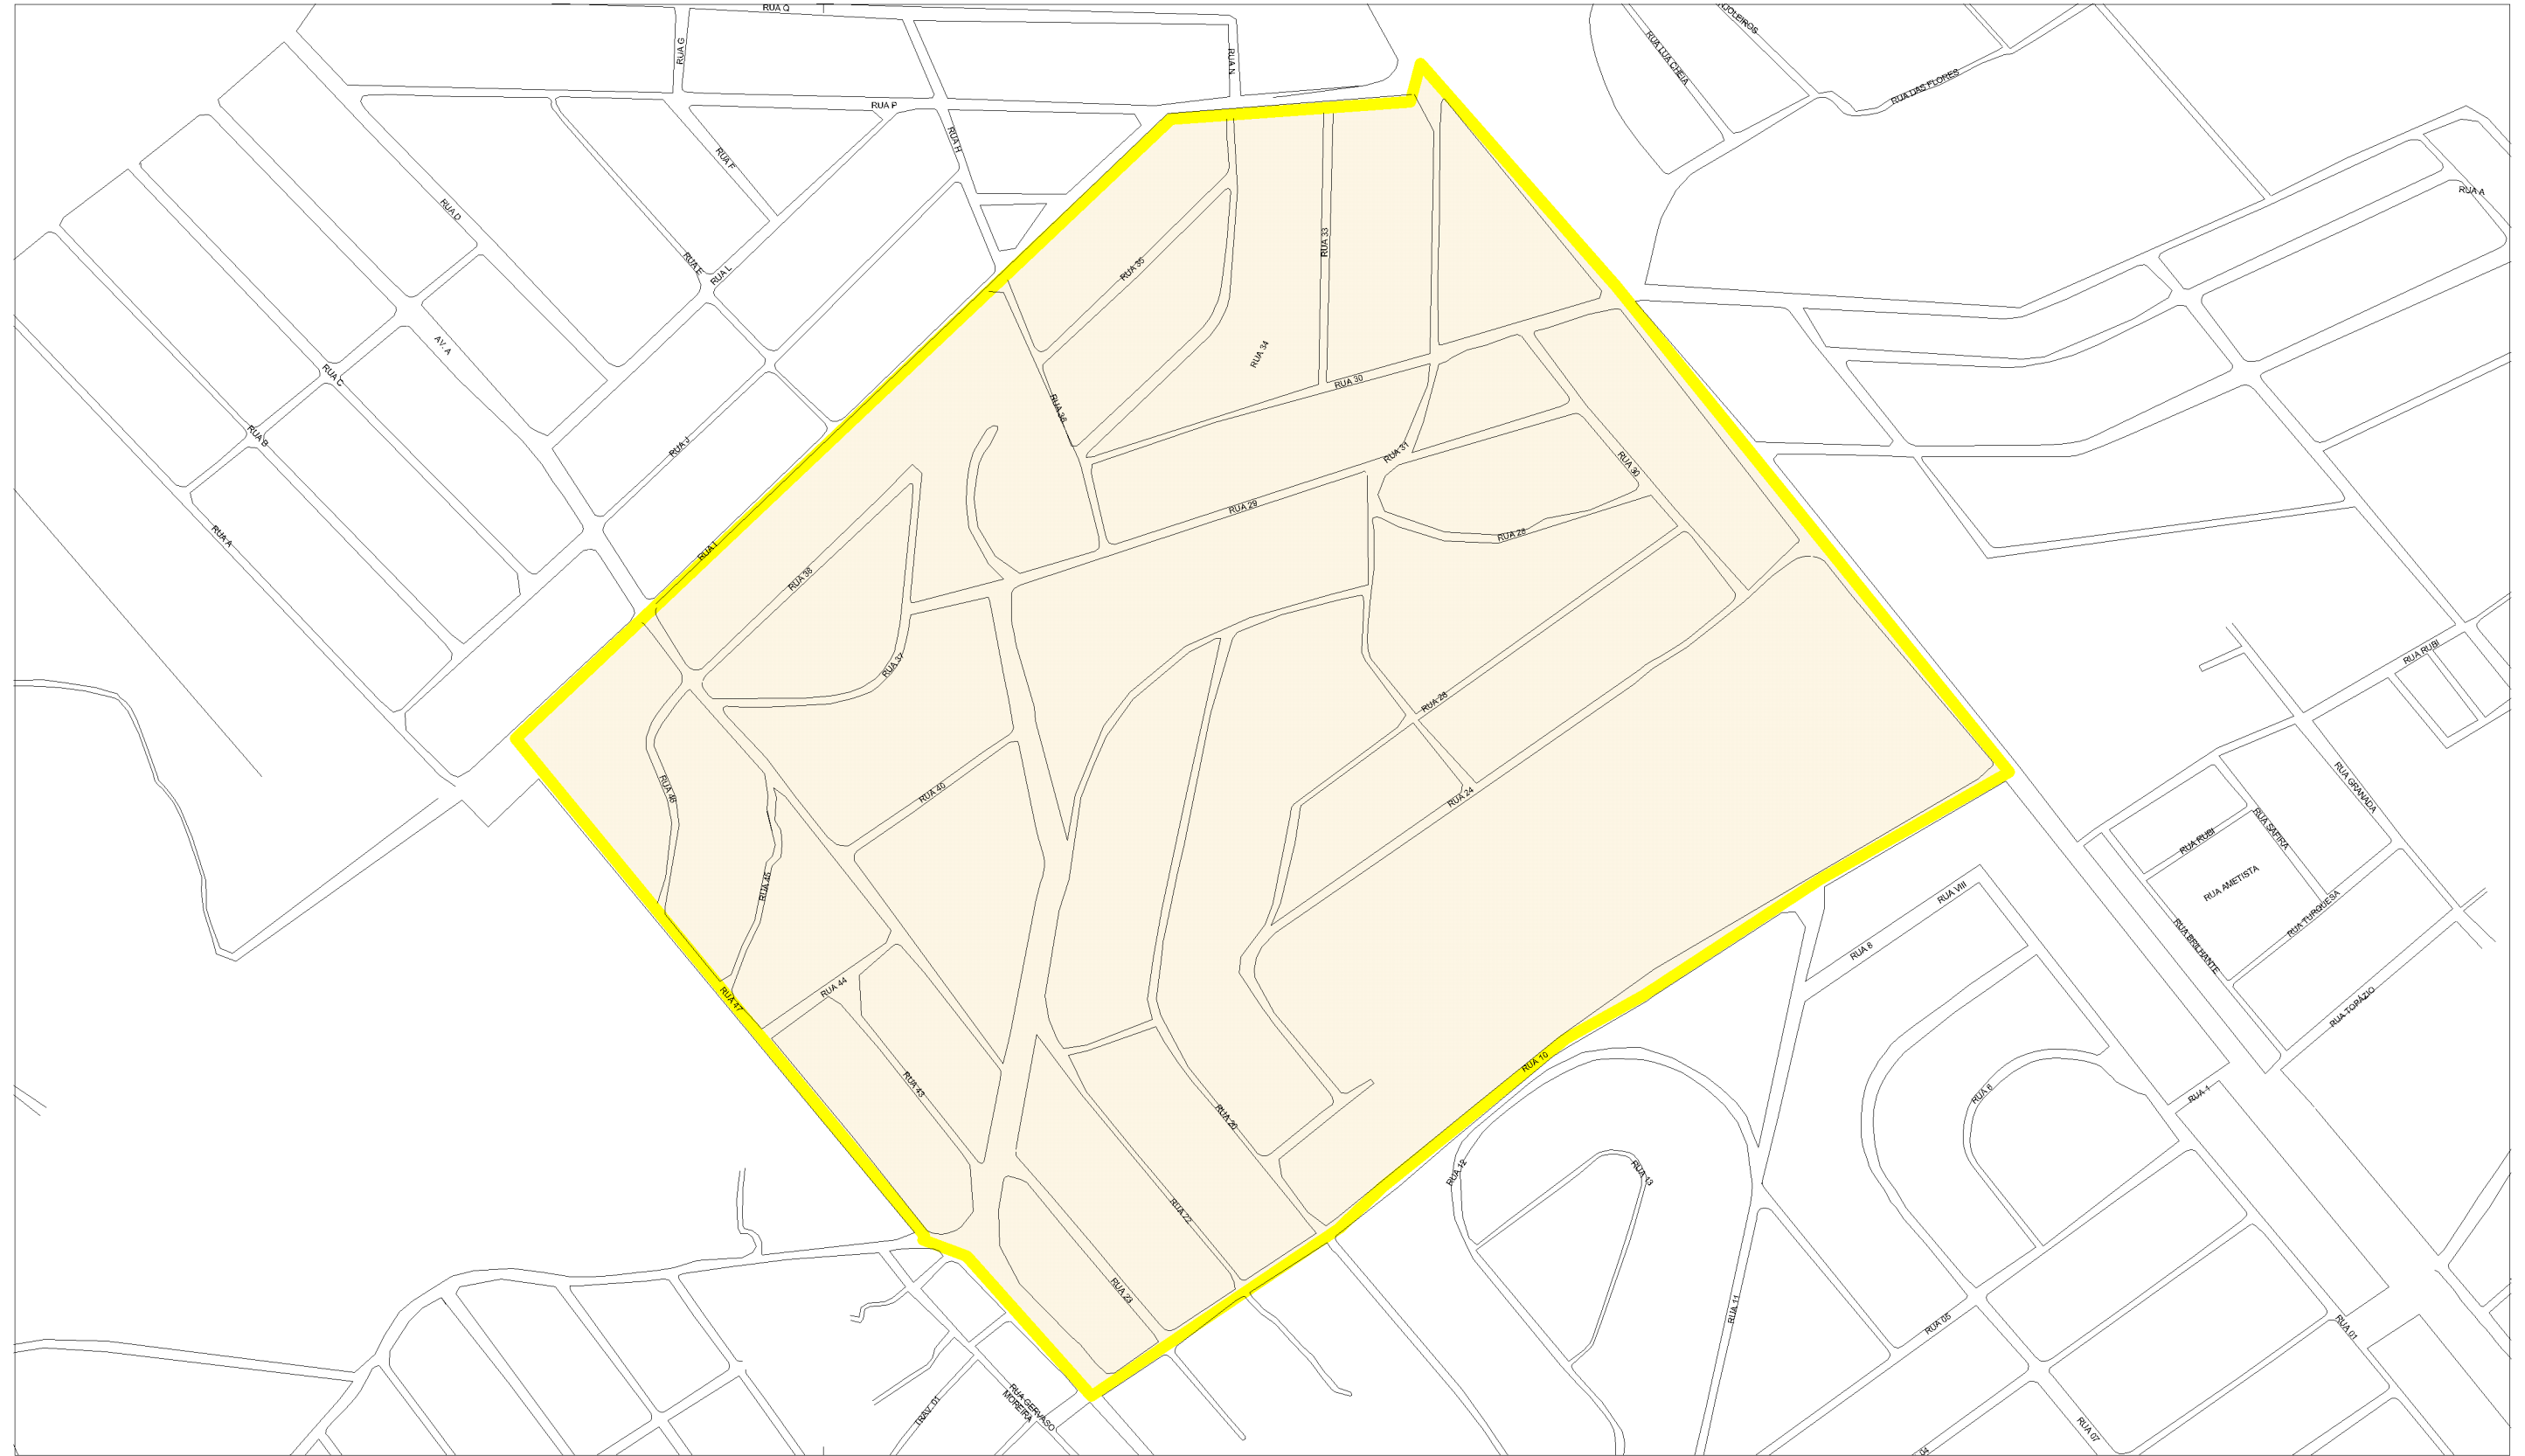 RUA Q
RUA G
RUA N
RUA LUA CHEIA
RUA DAS FLORES
RUA P
RUA F
RUA H
RUA A
RUA D
RUA E
RUA L
RUA 35
RUA 33
RUA 34
AV. A
RUA C
RUA 30
RUA 36
RUA B
RUA J
RUA 31
RUA 30
RUA 29
RUA A
RUA 28
RUA I
RUA 38
RUA 37
RUA RUBI
RUA 28
RUA 46
RUA 40
RUA 24
RUA GRANADA
RUA SAFIRA
RUA RUBI
RUA 45
RUA AMETISTA
RUA VIII
RUA TURQUESA
RUA 8
RUA BRILHANTE
RUA 44
RUA 47
RUA TOPÁZIO
RUA 10
RUA 43
RUA 6
RUA 1
RUA 20
RUA 12
RUA 13
RUA 22
RUA 23
RUA 11
RUA 05
RUA 01
TRAV. 01
RUA GERVASO
MOREIRA
RUA 07
04